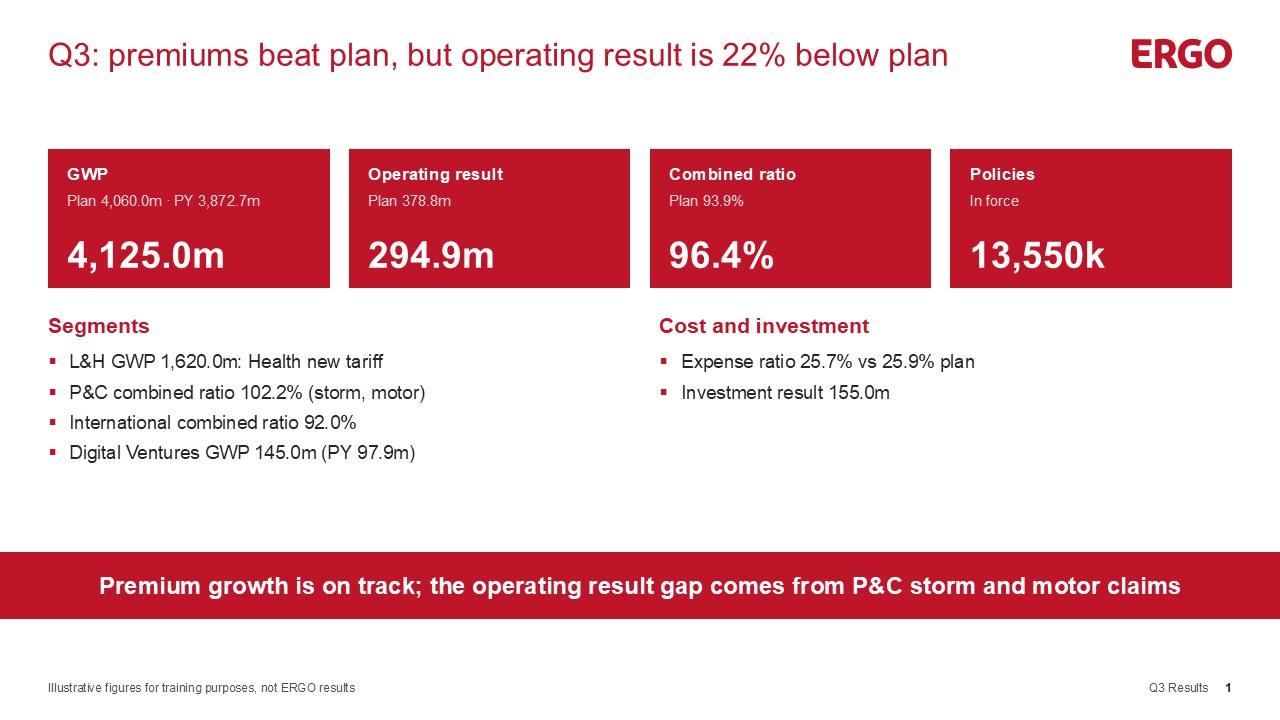 Q3: premiums beat plan, but operating result is 22% below plan
ERGO
GWP
Plan 4,060.0m · PY 3,872.7m
4,125.0m
Operating result
Plan 378.8m
294.9m
Combined ratio
Plan 93.9%
96.4%
Policies
In force
13,550k
Segments
▪ L&H GWP 1,620.0m: Health new tariff
▪ P&C combined ratio 102.2% (storm, motor)
▪ International combined ratio 92.0%
▪ Digital Ventures GWP 145.0m (PY 97.9m)
Cost and investment
▪ Expense ratio 25.7% vs 25.9% plan
▪ Investment result 155.0m
Premium growth is on track; the operating result gap comes from P&C storm and motor claims
Illustrative figures for training purposes, not ERGO results
Q3 Results 1